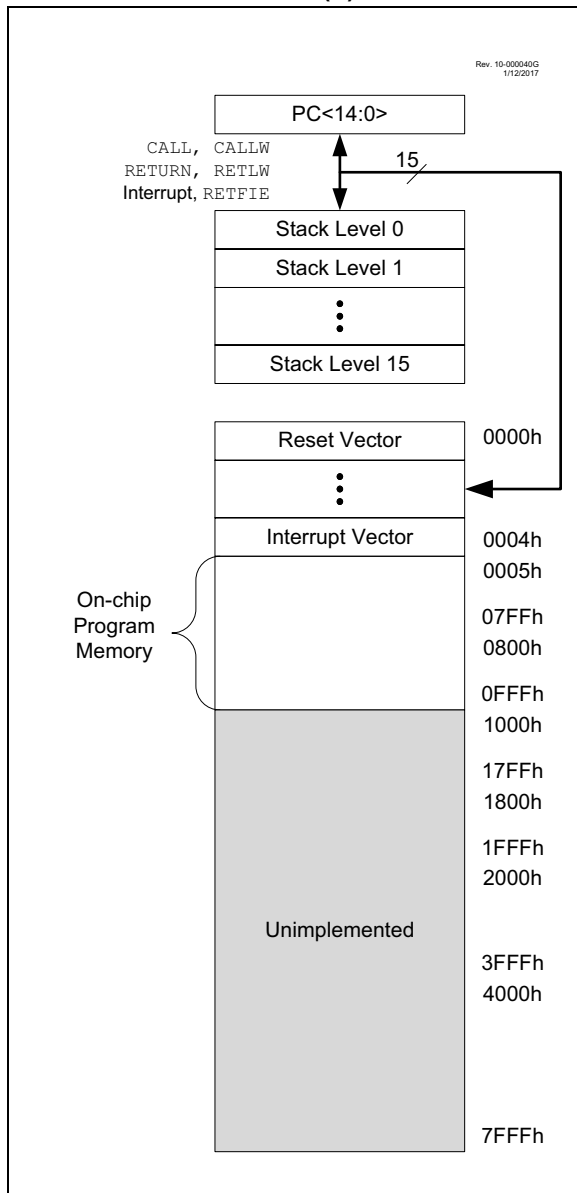 Rev. 10-000040G
1/12/2017
PC<14:0>
CALL, CALLW
RETURN, RETLW
Interrupt, RETFIE
15
Stack Level 0
Stack Level 1
Stack Level 15
Reset Vector
0000h
Interrupt Vector
0004h
0005h
On-chip
Program
Memory
07FFh
0800h
0FFFh
1000h
17FFh
1800h
1FFFh
2000h
Unimplemented
3FFFh
4000h
7FFFh